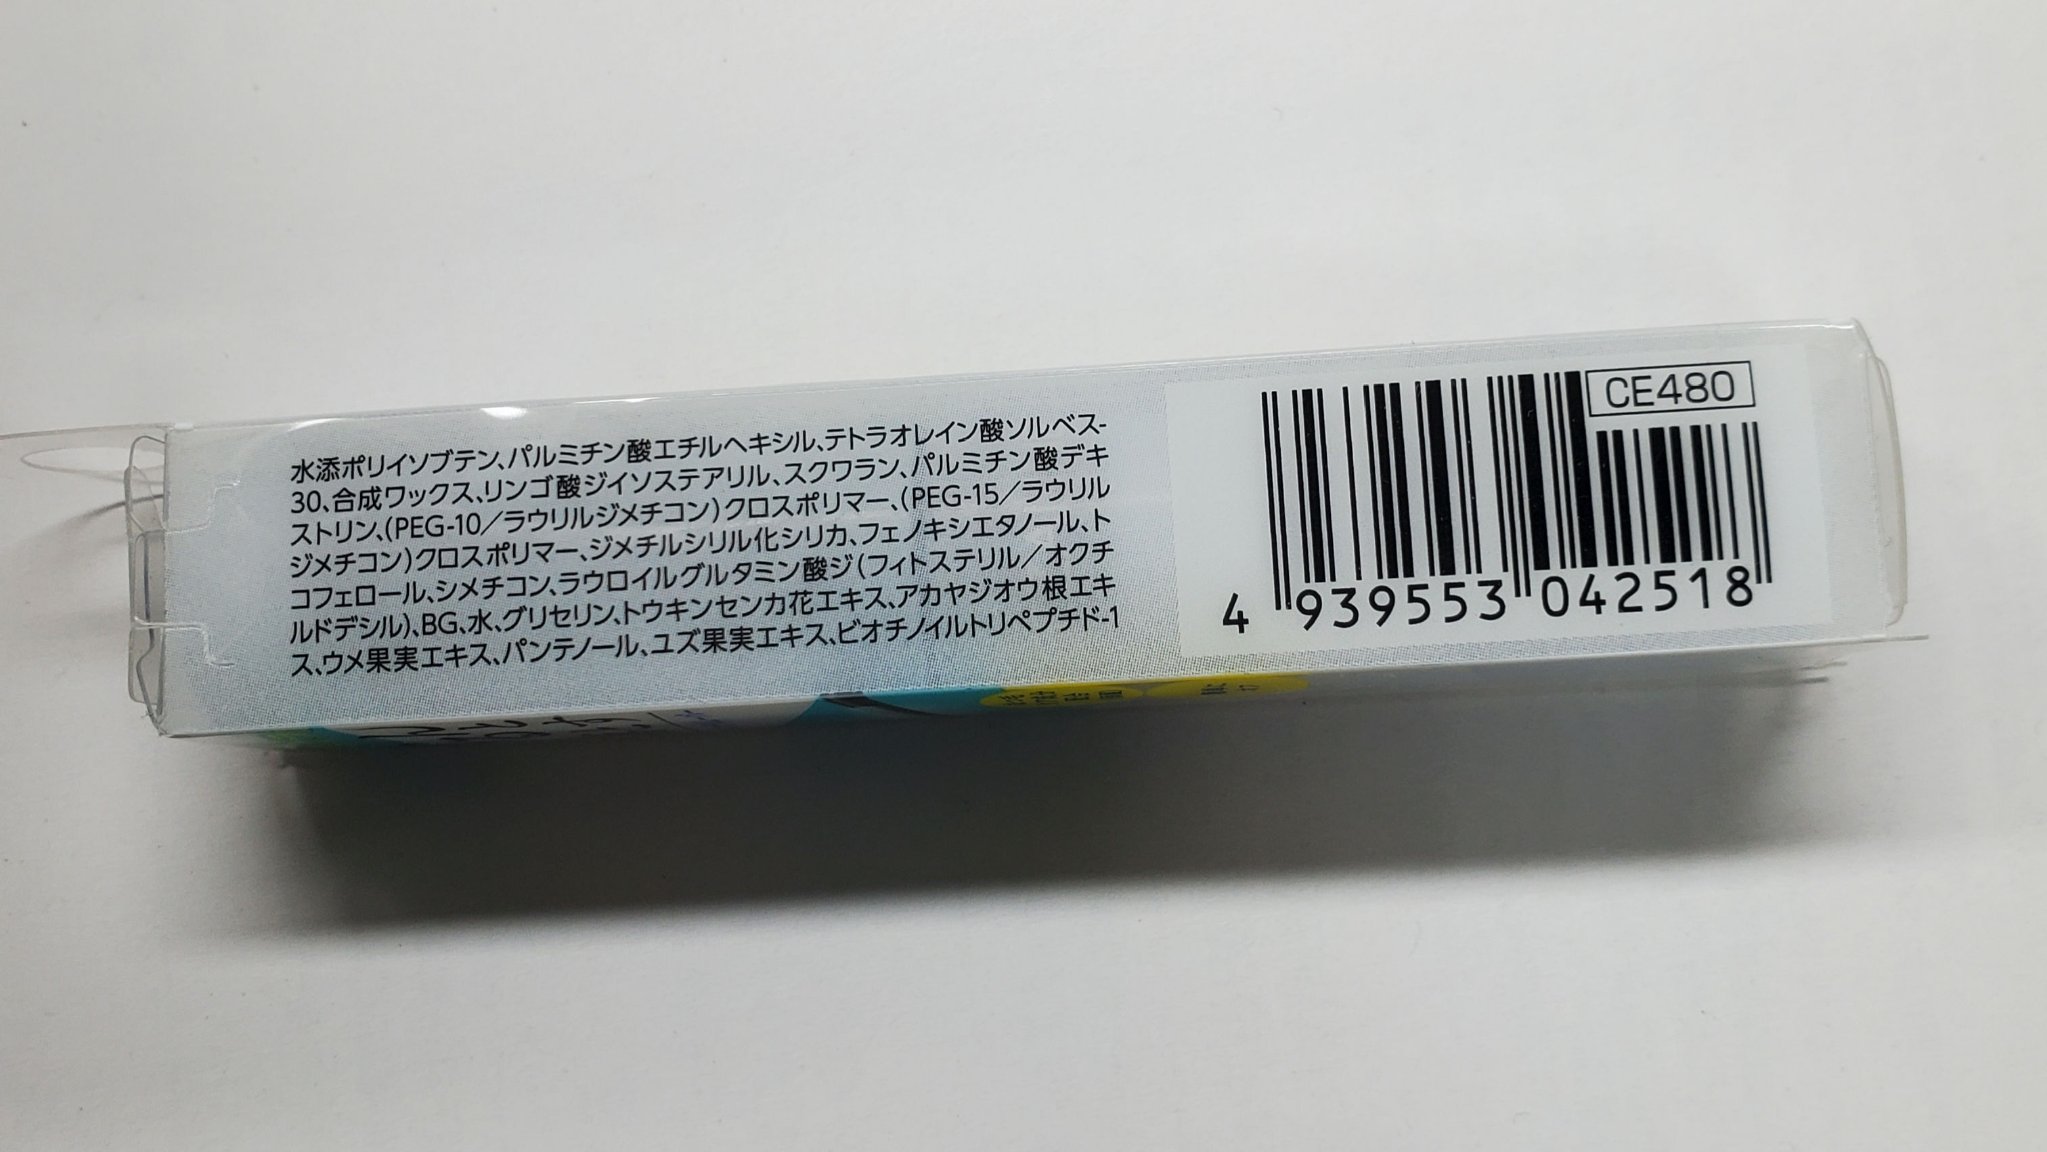 水添ポリイソブテン、パルミチン酸エチルヘキシル、テトラオレイン酸ソルベス-
30、合成ワックス、リンゴ酸ジイソステアリル、スクワラン、パルミチン酸デキ
ストリン、(PEG-10／ラウリルジメチコン)クロスポリマー、(PEG-15／ラウリル
ジメチコン)クロスポリマー、ジメチルシリル化シリカ、フェノキシエタノール、ト
コフェロール、シメチコン、ラウロイルグルタミン酸ジ(フィトステリル／オクチ
ルドデシル)、BG、水、グリセリン、トウキンセンカ花エキス、アカヤジオウ根エキ
ス、ウメ果実エキス、パンテノール、ユズ果実エキス、ビオチノイルトリペプチド-1
CE480
4 939553 042518